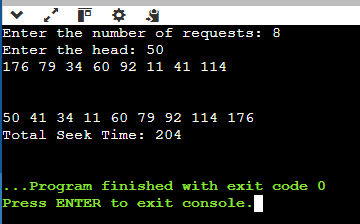 Enter the number of requests: 8
Enter the head: 50
176 79 34 60 92 11 41 114
50 41 34 11 60 79 92 114 176
Total Seek Time: 204
...Program finished with exit code 0
Press ENTER to exit console.